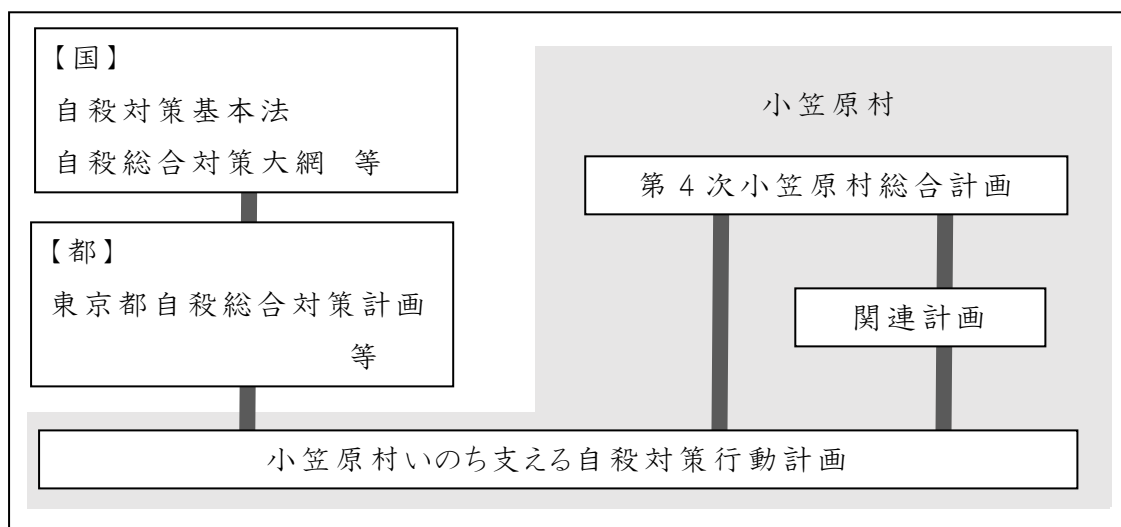 【国】
自殺対策基本法
自殺総合対策大網 等
【都】
東京都自殺総合対策計画
等
小笠原村
第4次小笠原村総合計画
関連計画
小笠原村いのち支える自殺対策行動計画